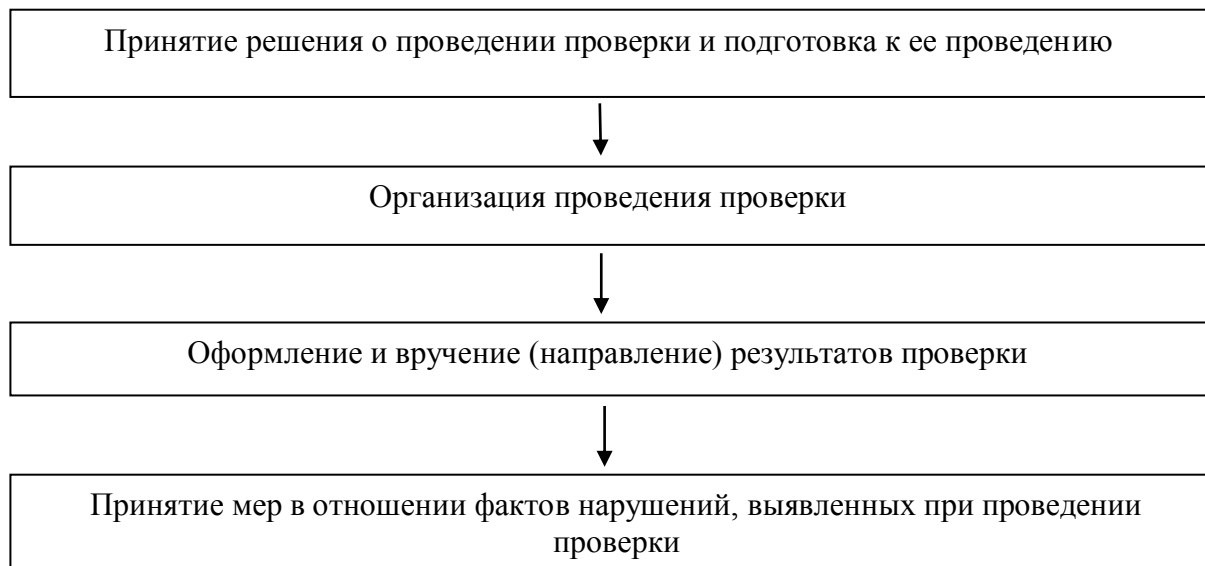 Принятие решения о проведении проверки и подготовка к ее проведению
Организация проведения проверки
Оформление и вручение (направление) результатов проверки
Принятие мер в отношении фактов нарушений, выявленных при проведении
проверки